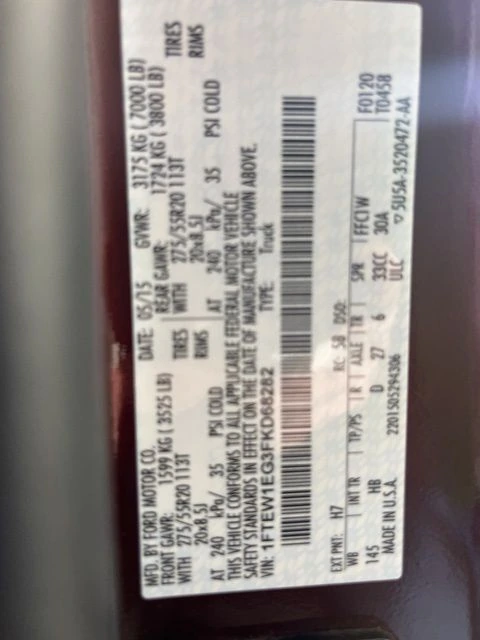 MFD. BY FORD MOTOR CO.
DATE: 05/15 GVWR: 3175 KG ( 7000 LB)
FRONT GAWR: 1599 KG ( 3525 LB) REAR GAWR: 1724 KG ( 3800 LB)
WITH 275/55R20 113T TIRES WITH 275/55R20 113T TIRES
20x8.5J RIMS 20x8.5J RIMS
AT 240 kPa/ 35 PSI COLD AT 240 kPa/ 35 PSI COLD
THIS VEHICLE CONFORMS TO ALL APPLICABLE FEDERAL MOTOR VEHICLE
SAFETY STANDARDS IN EFFECT ON THE DATE OF MANUFACTURE SHOWN ABOVE.
VIN: 1FTEW1EG3FKD68282 TYPE: Truck
EXT PNT: H7 RC: 58 DSO: F0120
WB INT TR TP/PS R AXLE TR SPR FFC1W T0458
145 HB D 27 6 33CC 30A
MADE IN U.S.A. ULC ▽5U5A-3520472-AA
2201505294306